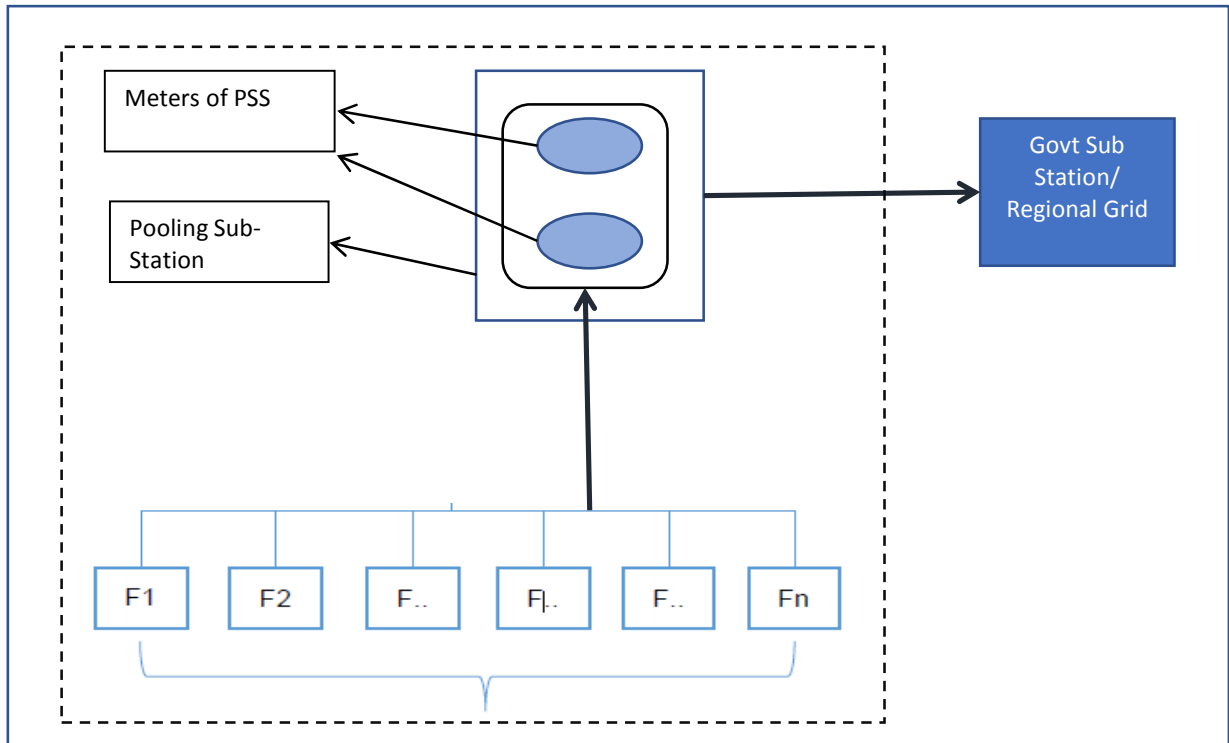 Meters of PSS
Govt Sub
Station/
Regional Grid
Pooling Sub-
Station
F1
F2
F..
F..
F..
Fn